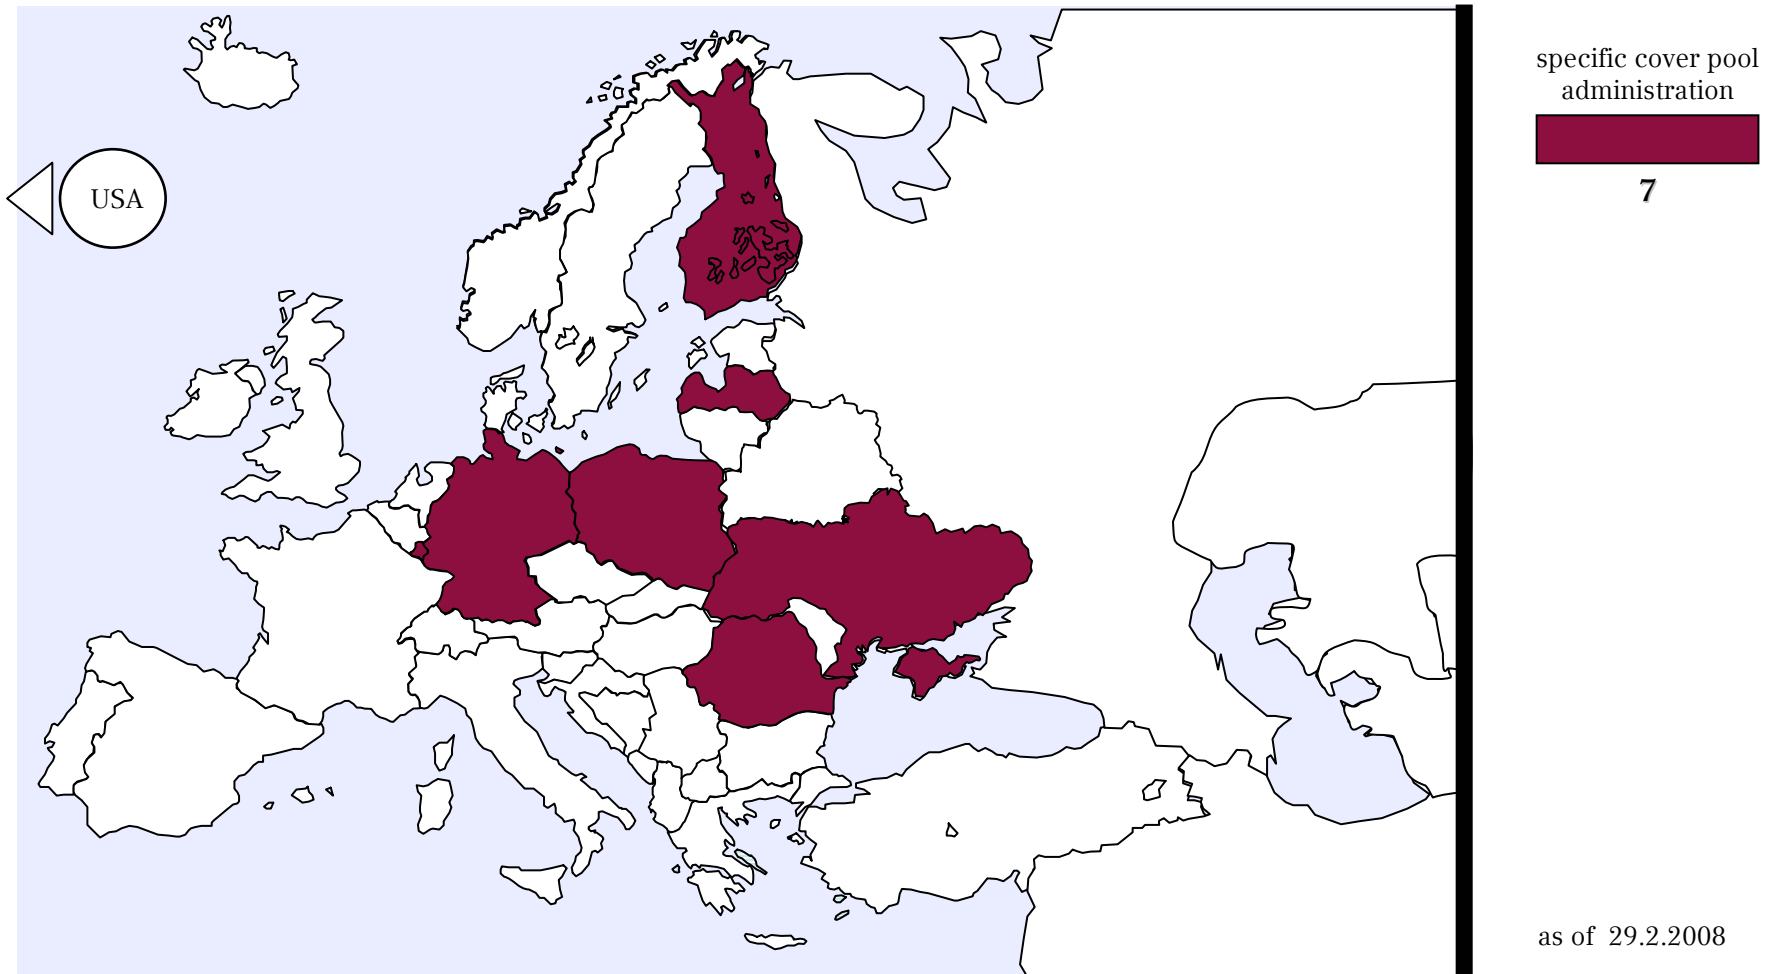 specific cover pool
administration
7
USA
as of 29.2.2008